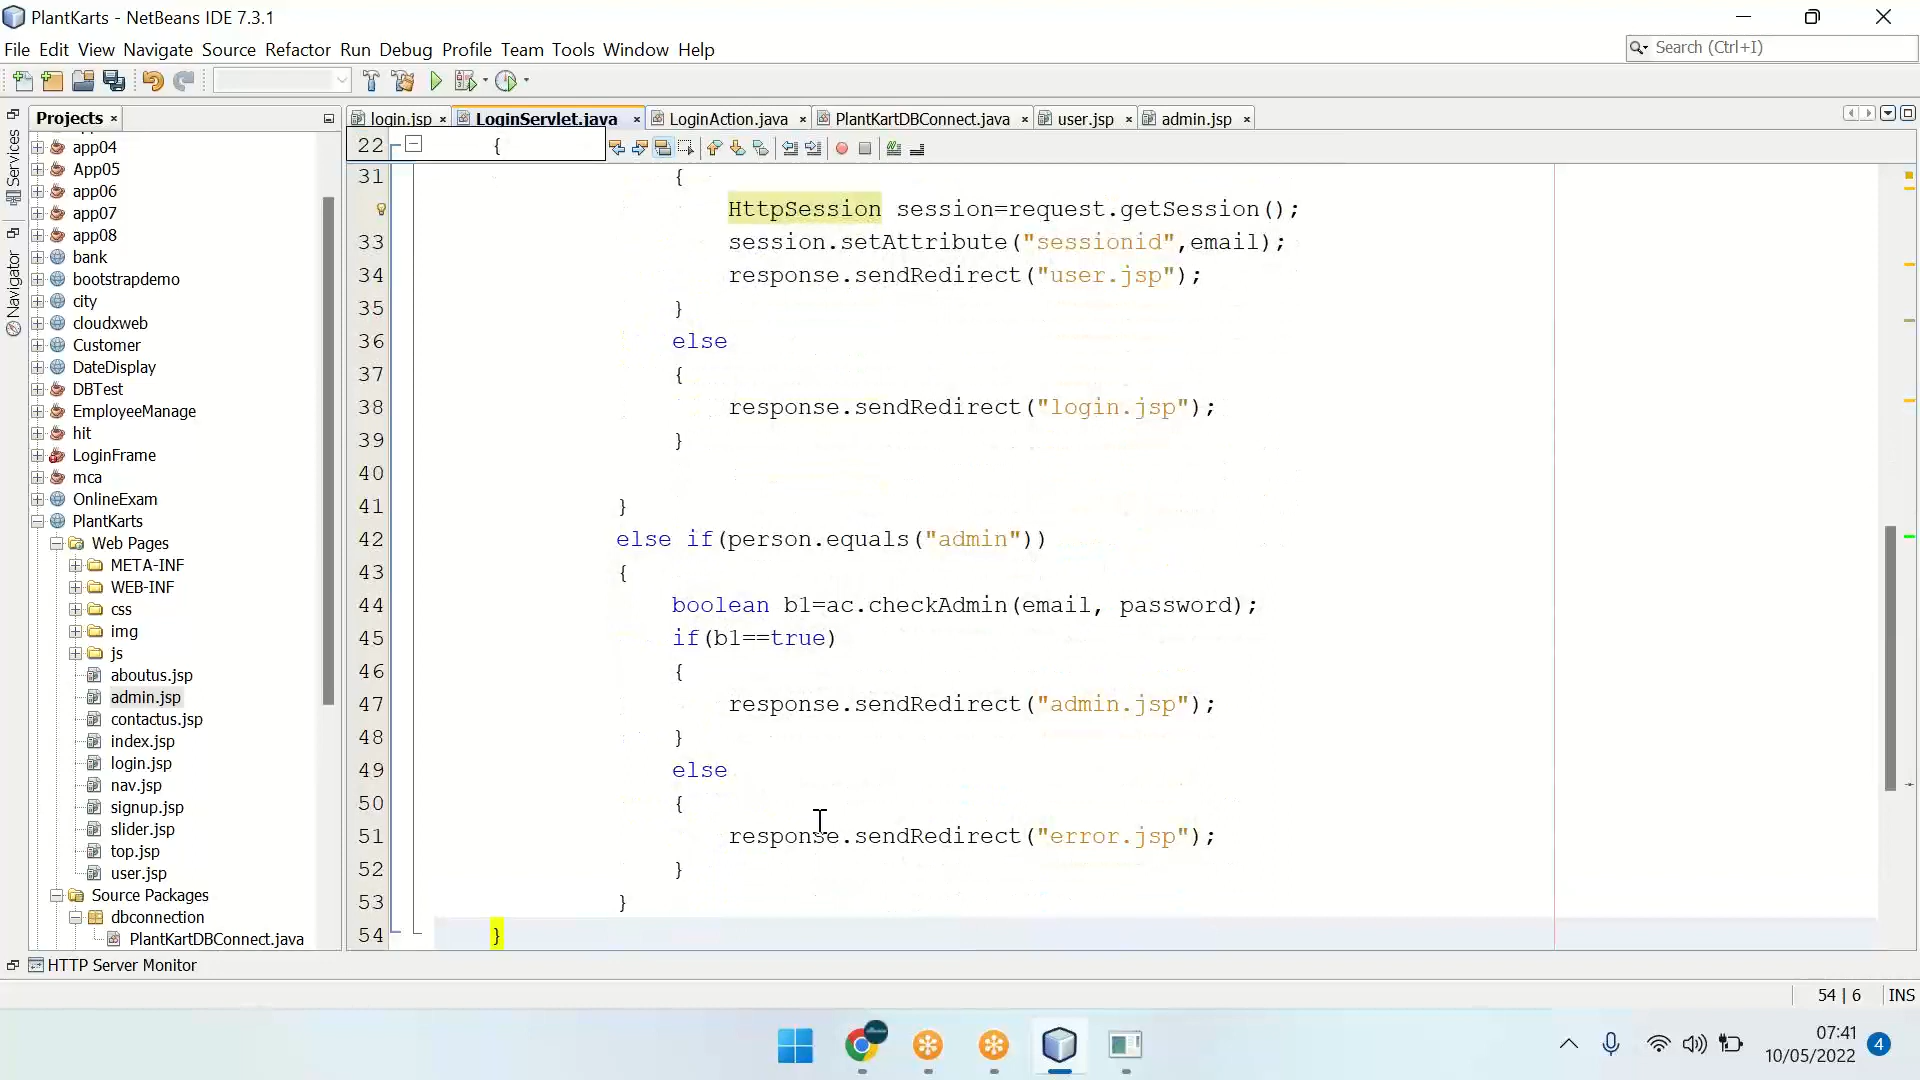 PlantKarts - NetBeans IDE 7.3.1
File Edit View Navigate Source Refactor Run Debug Profile Team Tools Window Help
Search (Ctrl+I)
Projects
login.jsp LoginServlet.java LoginAction.java PlantKartDBConnect.java user.jsp admin.jsp
Services
Navigator
app04
App05
app06
app07
app08
bank
bootstrapdemo
city
cloudxweb
Customer
DateDisplay
DBTest
EmployeeManage
hit
LoginFrame
mca
OnlineExam
PlantKarts
Web Pages
META-INF
WEB-INF
css
img
js
aboutus.jsp
admin.jsp
contactus.jsp
index.jsp
login.jsp
nav.jsp
signup.jsp
slider.jsp
top.jsp
user.jsp
Source Packages
dbconnection
PlantKartDBConnect.java
22 {
31 {
HttpSession session=request.getSession();
33 session.setAttribute("sessionid",email);
34 response.sendRedirect("user.jsp");
35 }
36 else
37 {
38 response.sendRedirect("login.jsp");
39 }
40
41 }
42 else if(person.equals("admin"))
43 {
44 boolean b1=ac.checkAdmin(email, password);
45 if(b1==true)
46 {
47 response.sendRedirect("admin.jsp");
48 }
49 else
50 {
51 response.sendRedirect("error.jsp");
52 }
53 }
54 }
HTTP Server Monitor
54 | 6 INS
07:41
10/05/2022
4